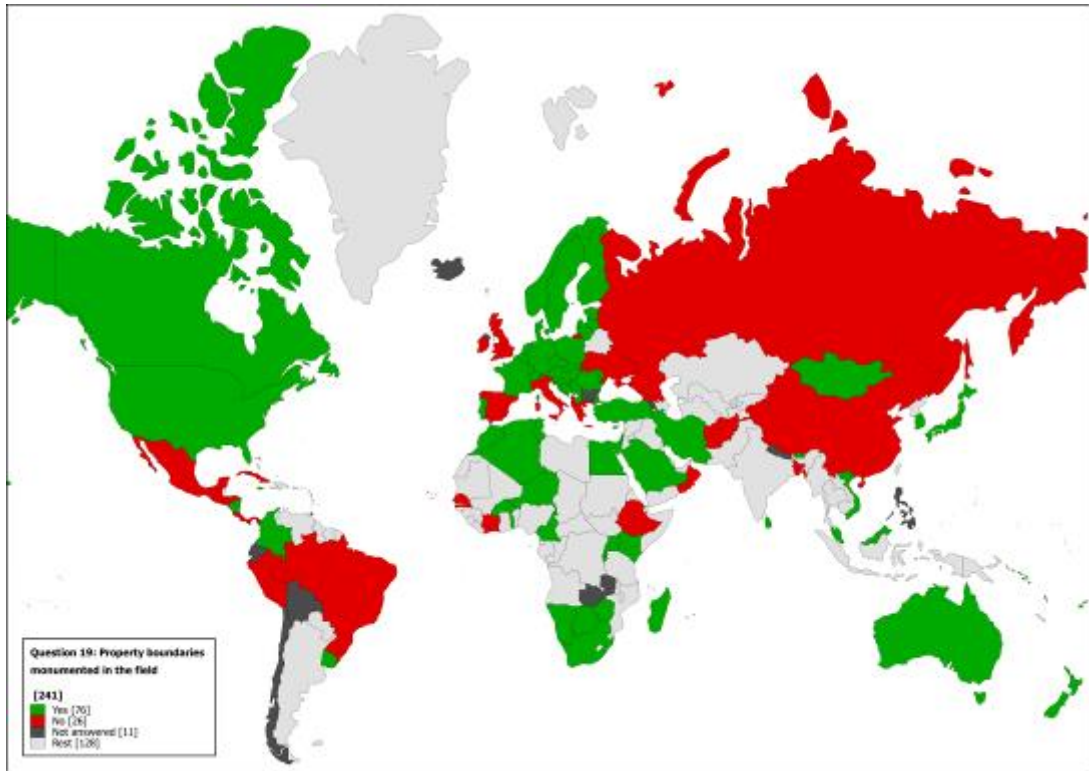 Question 19: Property boundaries
monumented in the field
[241]
Yes [76]
No [26]
Not answered [11]
Rest [128]